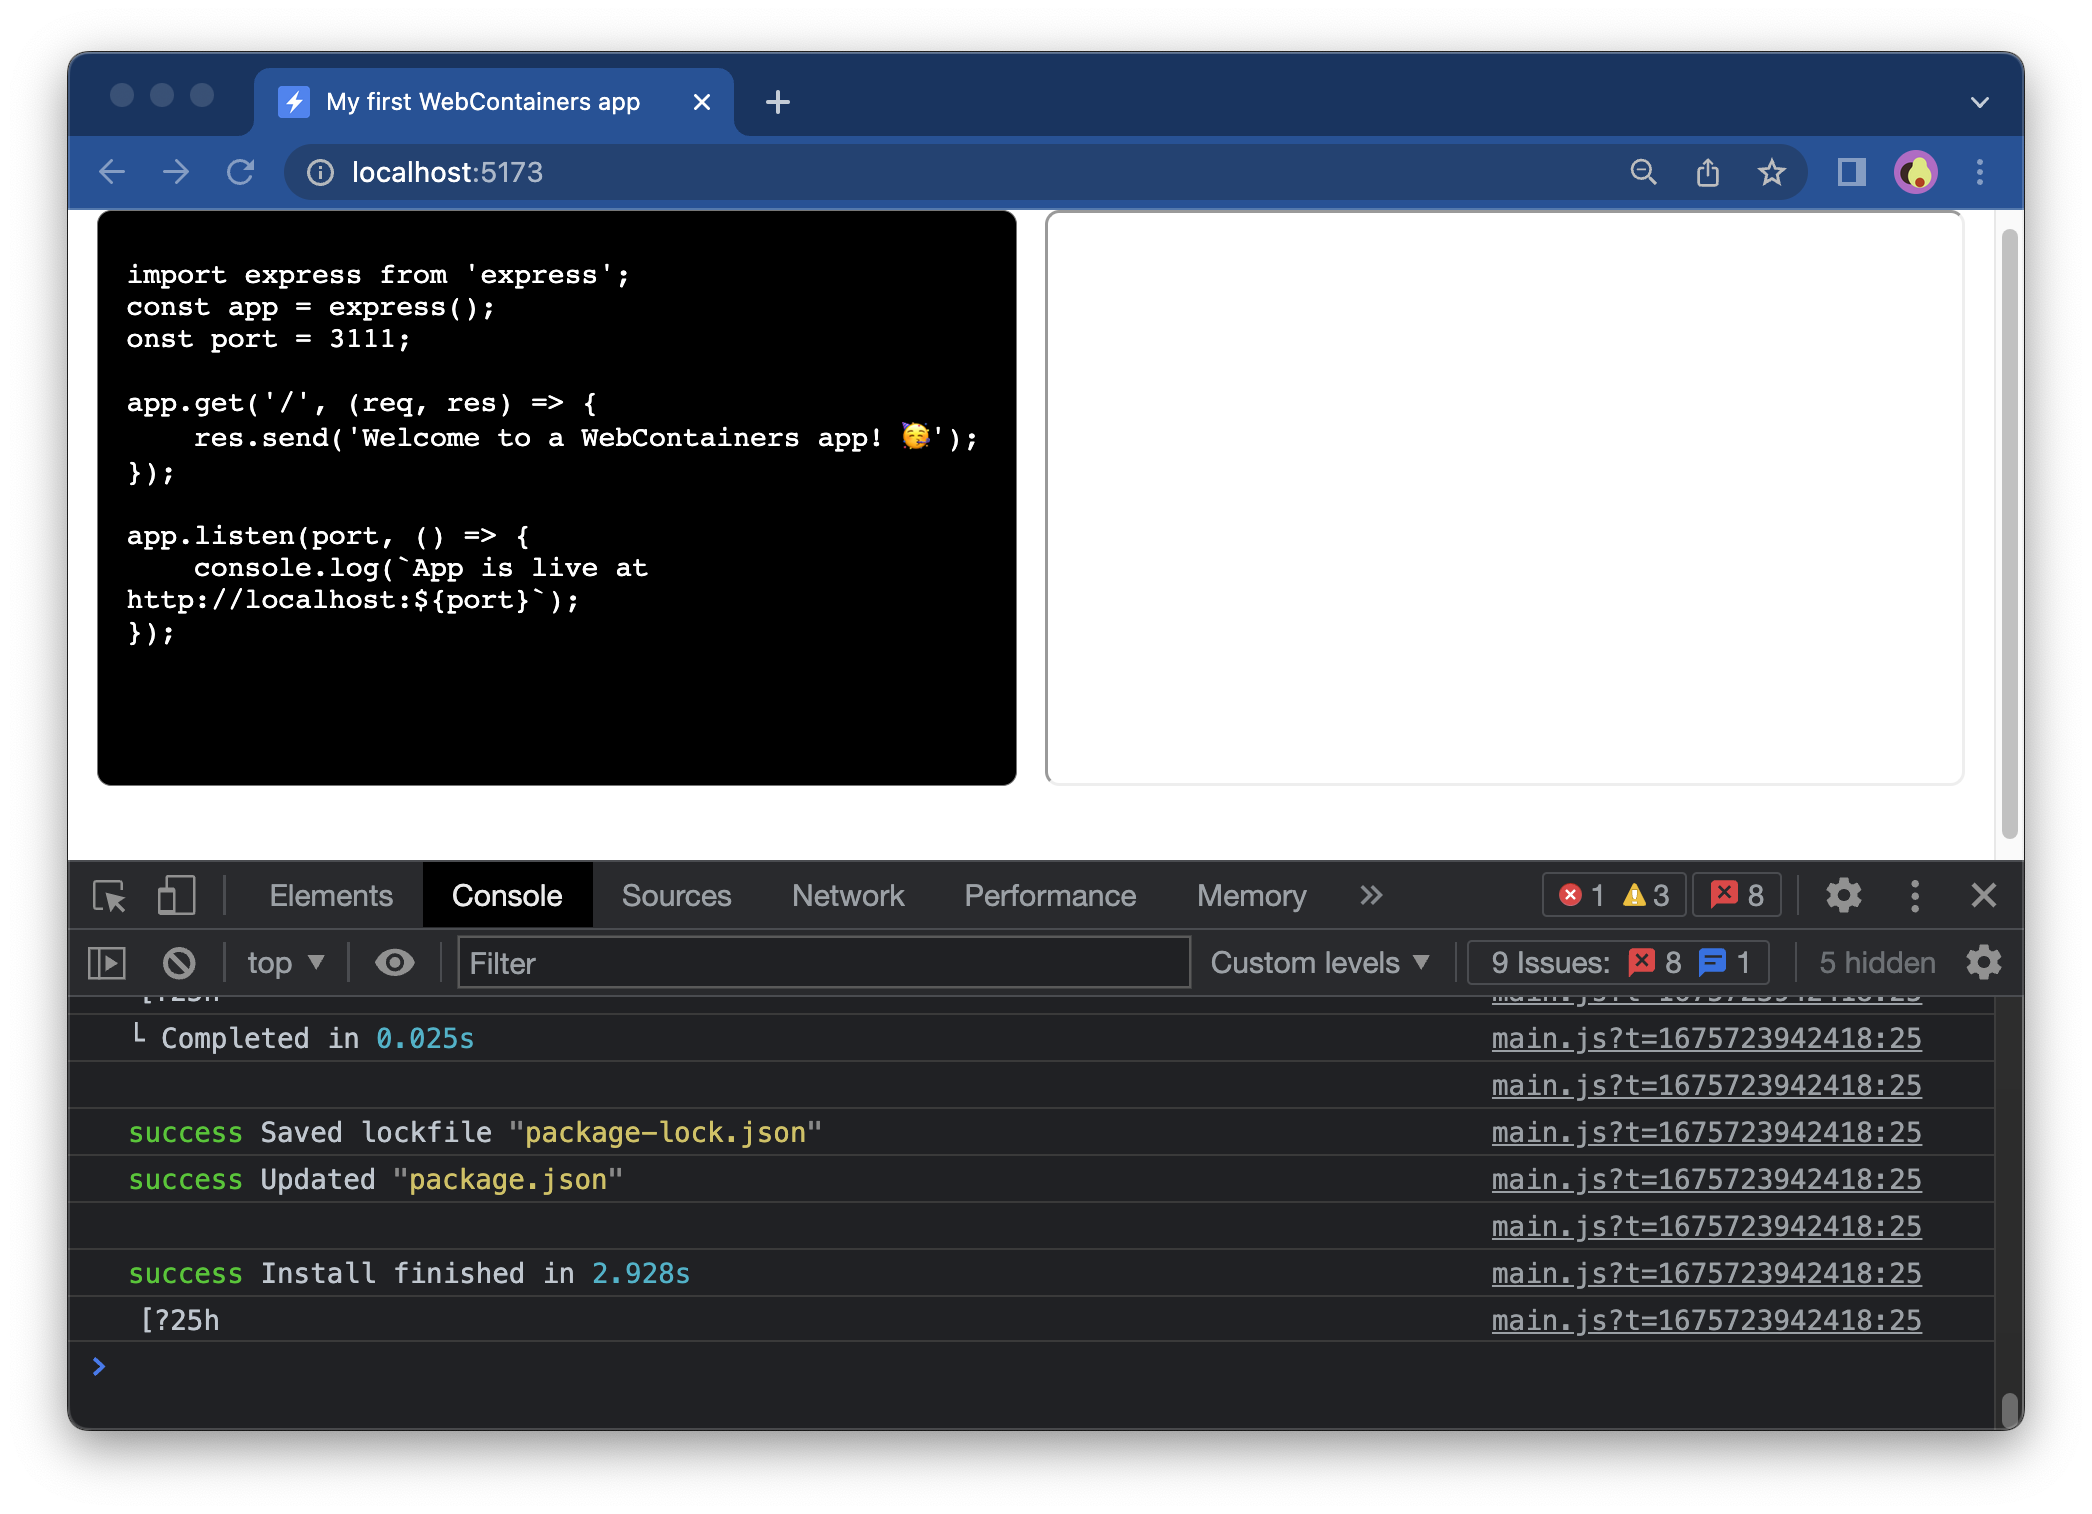 My first WebContainers app
localhost:5173
import express from 'express';
const app = express();
onst port = 3111;
app.get('/', (req, res) => {
res.send('Welcome to a WebContainers app! 🥳');
});
app.listen(port, () => {
console.log(`App is live at
http://localhost:${port}`);
});
Elements Console Sources Network Performance Memory 1 3 8
top Filter Custom levels 9 Issues: 8 1 5 hidden
[?25h main.js?t=1675723942418:25
└ Completed in 0.025s main.js?t=1675723942418:25
main.js?t=1675723942418:25
success Saved lockfile "package-lock.json" main.js?t=1675723942418:25
success Updated "package.json" main.js?t=1675723942418:25
main.js?t=1675723942418:25
success Install finished in 2.928s main.js?t=1675723942418:25
[?25h main.js?t=1675723942418:25
>